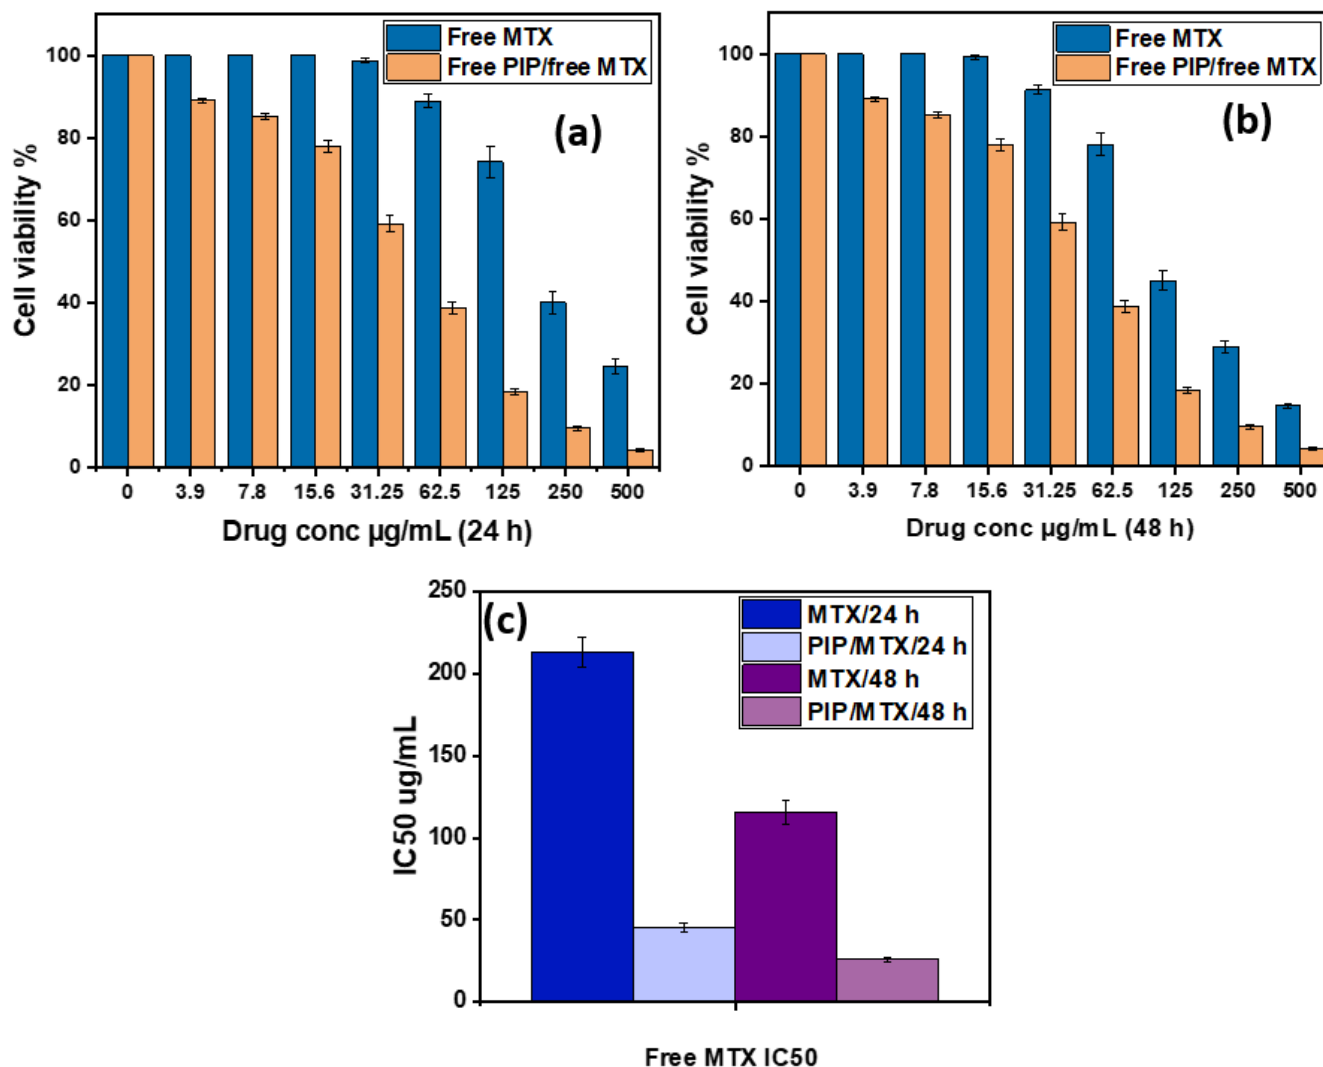 Free MTX
Free PIP/free MTX
(a)
Cell viability %
100
80
60
40
20
0
0 3.9 7.8 15.6 31.25 62.5 125 250 500
Drug conc µg/mL (24 h)
Free MTX
Free PIP/free MTX
(b)
Cell viability %
100
80
60
40
20
0
0 3.9 7.8 15.6 31.25 62.5 125 250 500
Drug conc µg/mL (48 h)
(c)
MTX/24 h
PIP/MTX/24 h
MTX/48 h
PIP/MTX/48 h
IC50 ug/mL
250
200
150
100
50
0
Free MTX IC50